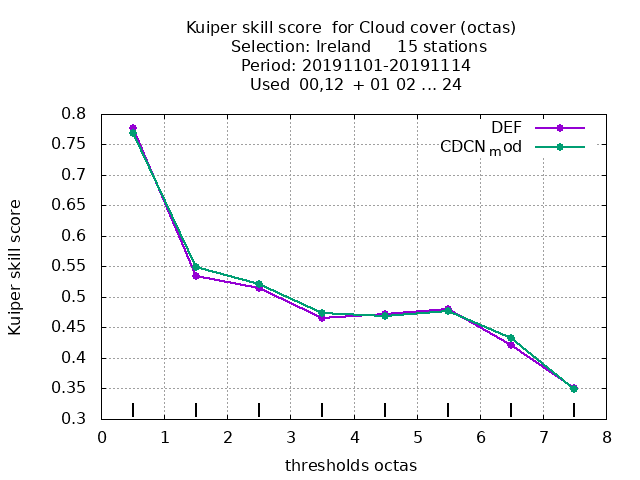 Kuiper skill score  for Cloud cover (octas)
Selection: Ireland     15 stations
Period: 20191101-20191114
Used  00,12  + 01 02 ... 24
DEF
CDCN_mod
Kuiper skill score
0.8
0.75
0.7
0.65
0.6
0.55
0.5
0.45
0.4
0.35
0.3
0 1 2 3 4 5 6 7 8
thresholds octas